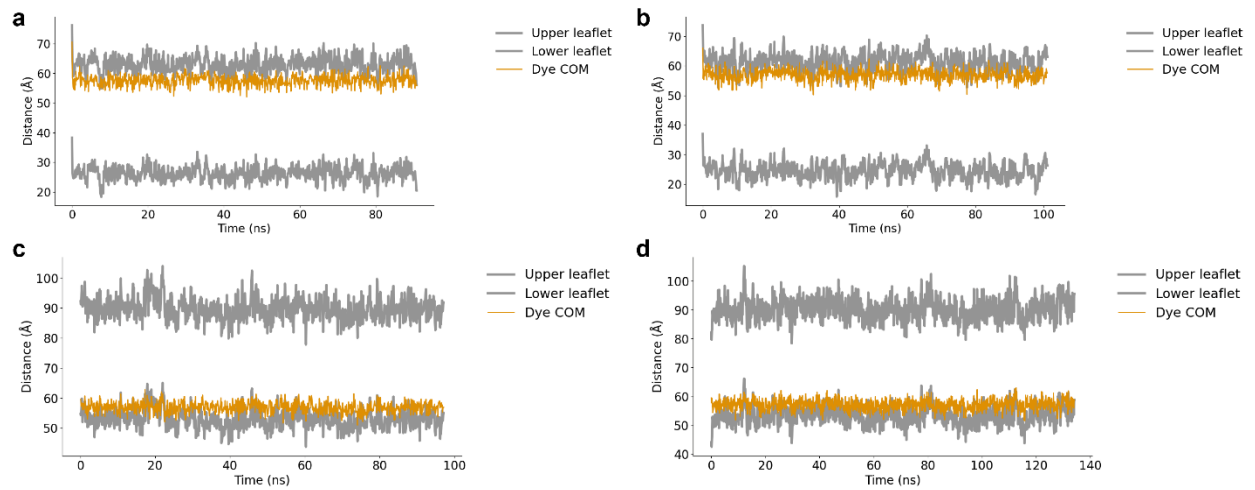 a
Upper leaflet
Lower leaflet
Dye COM
70
60
50
40
30
20
Distance (Å)
0 20 40 60 80
Time (ns)
b
Upper leaflet
Lower leaflet
Dye COM
70
60
50
40
30
20
Distance (Å)
0 20 40 60 80 100
Time (ns)
c
Upper leaflet
Lower leaflet
Dye COM
100
90
80
70
60
50
Distance (Å)
0 20 40 60 80 100
Time (ns)
d
Upper leaflet
Lower leaflet
Dye COM
100
90
80
70
60
50
40
Distance (Å)
0 20 40 60 80 100 120 140
Time (ns)